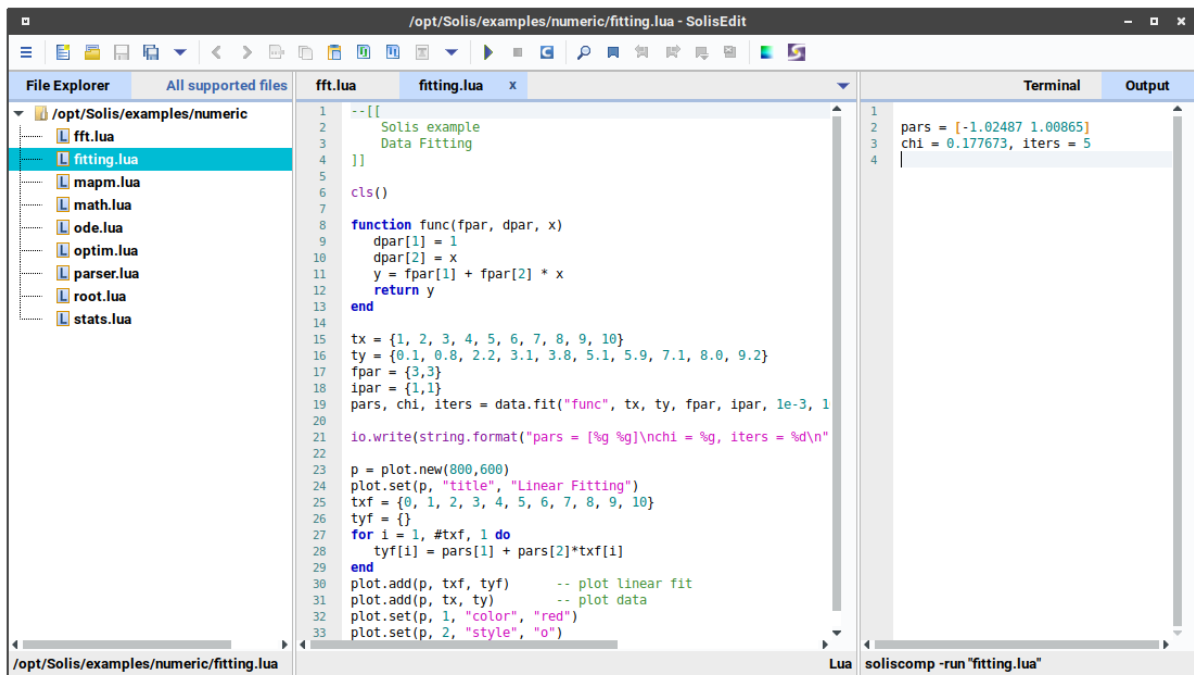 /opt/Solis/examples/numeric/fitting.lua - SolisEdit
File Explorer
All supported files
/opt/Solis/examples/numeric
L fft.lua
L fitting.lua
L mapm.lua
L math.lua
L ode.lua
L optim.lua
L parser.lua
L root.lua
L stats.lua
/opt/Solis/examples/numeric/fitting.lua
fft.lua
fitting.lua x
1 --[[
2     Solis example
3     Data Fitting
4 ]]
5
6 cls()
7
8 function func(fpar, dpar, x)
9    dpar[1] = 1
10    dpar[2] = x
11    y = fpar[1] + fpar[2] * x
12    return y
13 end
14
15 tx = {1, 2, 3, 4, 5, 6, 7, 8, 9, 10}
16 ty = {0.1, 0.8, 2.2, 3.1, 3.8, 5.1, 5.9, 7.1, 8.0, 9.2}
17 fpar = {3,3}
18 ipar = {1,1}
19 pars, chi, iters = data.fit("func", tx, ty, fpar, ipar, 1e-3, 1
20
21 io.write(string.format("pars = [%g %g]\nchi = %g, iters = %d\n"
22
23 p = plot.new(800,600)
24 plot.set(p, "title", "Linear Fitting")
25 txf = {0, 1, 2, 3, 4, 5, 6, 7, 8, 9, 10}
26 tyf = {}
27 for i = 1, #txf, 1 do
28    tyf[i] = pars[1] + pars[2]*txf[i]
29 end
30 plot.add(p, txf, tyf)      -- plot linear fit
31 plot.add(p, tx, ty)        -- plot data
32 plot.set(p, 1, "color", "red")
33 plot.set(p, 2, "style", "o")
Lua
Terminal
Output
1
2 pars = [-1.02487 1.00865]
3 chi = 0.177673, iters = 5
4
soliscomp -run "fitting.lua"